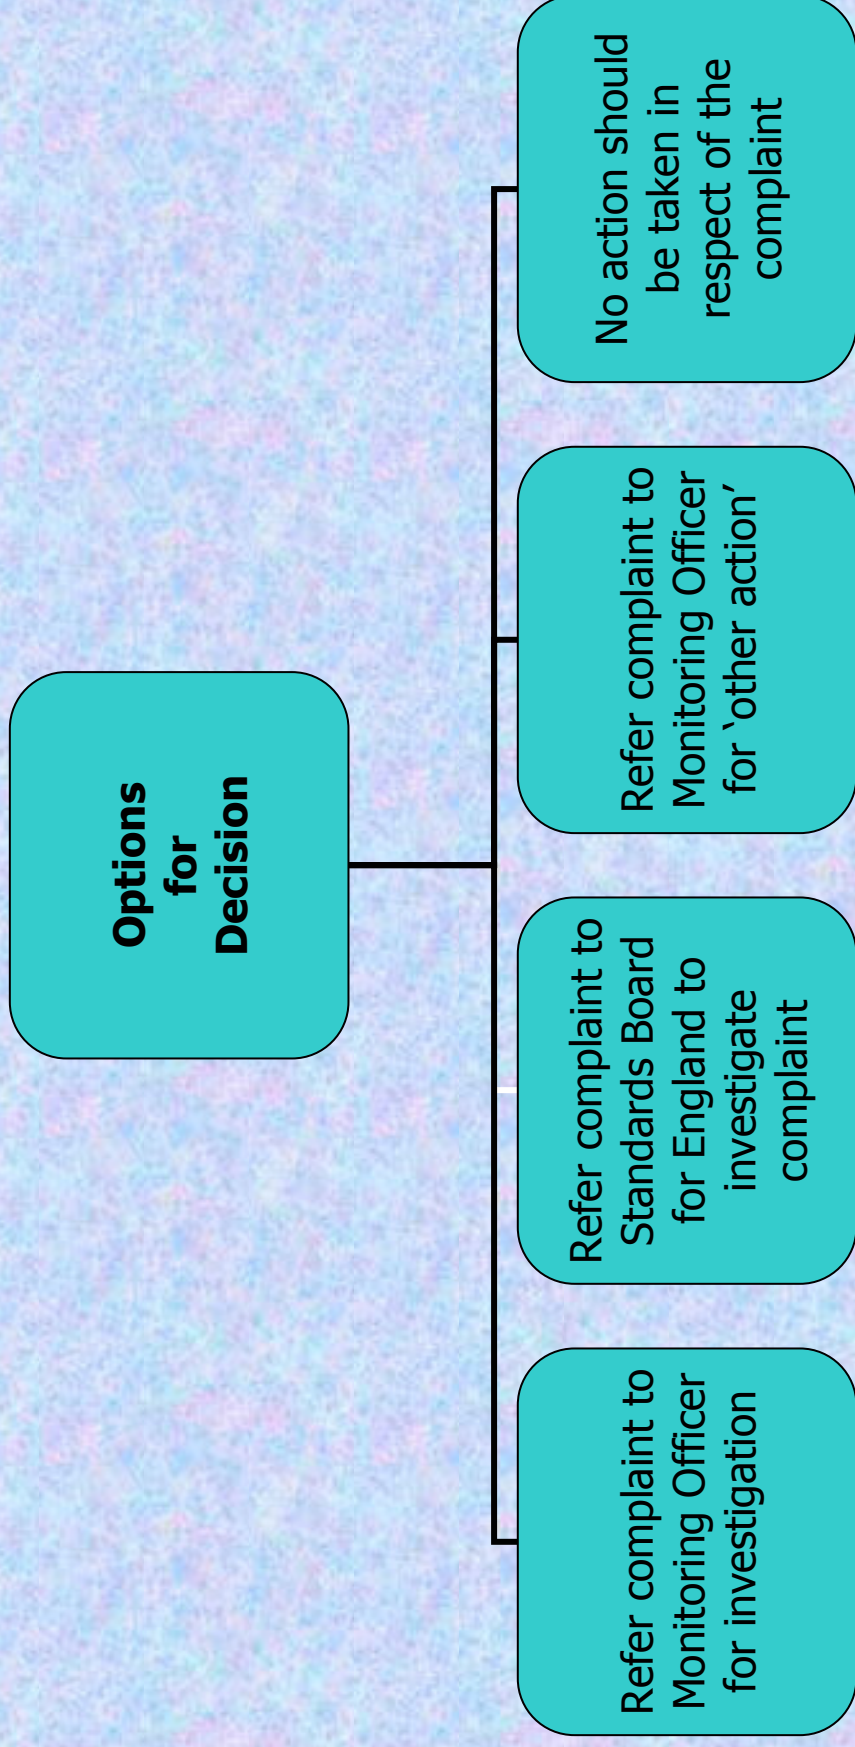 Options
for
Decision
Refer complaint to
Monitoring Officer
for investigation
Refer complaint to
Standards Board
for England to
investigate
complaint
Refer complaint to
Monitoring Officer
for ‘other action’
No action should
be taken in
respect of the
complaint